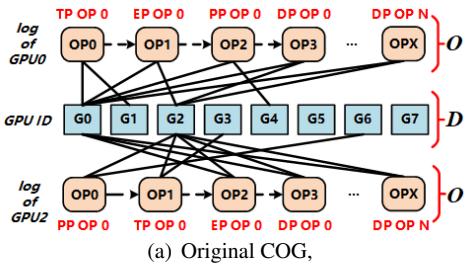 TP OP 0 EP OP 0 PP OP 0 DP OP 0 DP OP N
log of GPU0 OP0 OP1 OP2 OP3 ... OPX O
GPU ID G0 G1 G2 G3 G4 G5 G6 G7 D
log of GPU2 OP0 OP1 OP2 OP3 ... OPX O
PP OP 0 TP OP 0 EP OP 0 DP OP 0 DP OP N
(a) Original COG,